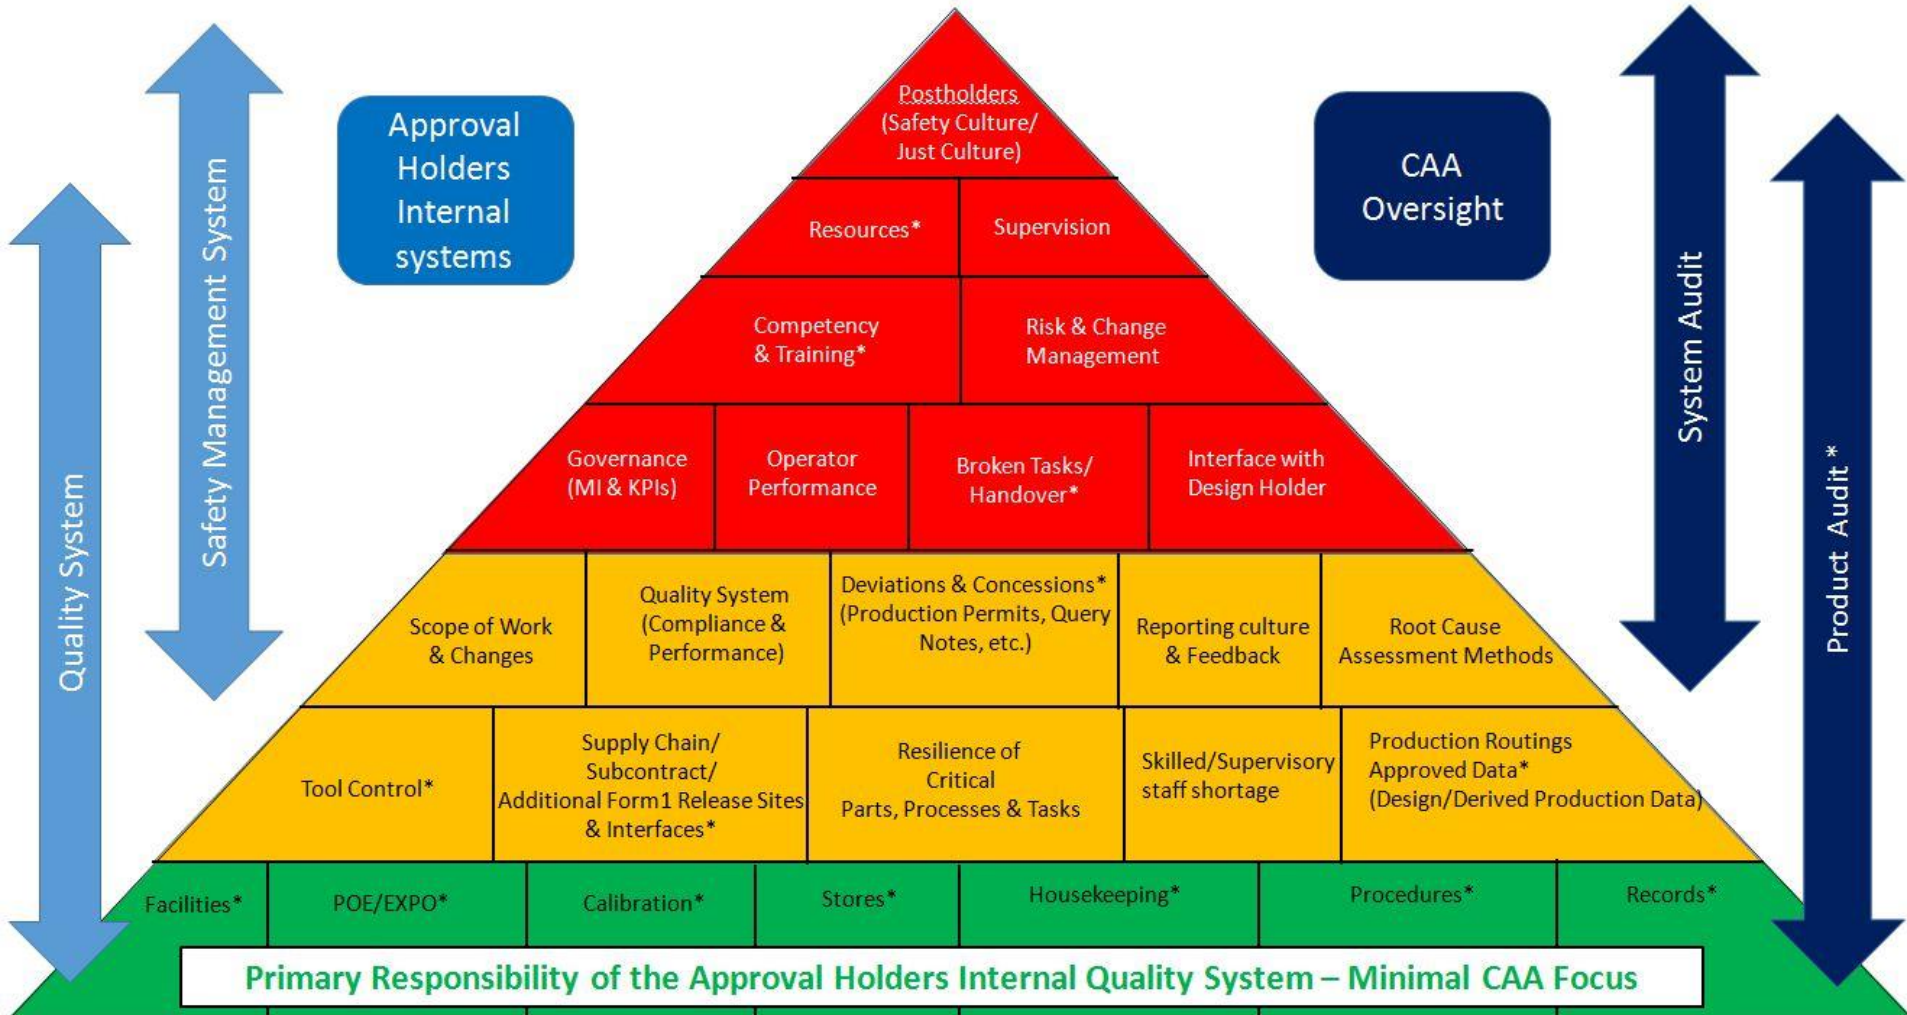 Postholders
(Safety Culture/
Just Culture)
Approval
Holders
Internal
systems
CAA
Oversight
Quality System
Safety Management System
System Audit
Product Audit *
Resources*
Supervision
Competency
& Training*
Risk & Change
Management
Governance
(MI & KPIs)
Operator
Performance
Broken Tasks/
Handover*
Interface with
Design Holder
Scope of Work
& Changes
Quality System
(Compliance &
Performance)
Deviations & Concessions*
(Production Permits, Query
Notes, etc.)
Reporting culture
& Feedback
Root Cause
Assessment Methods
Tool Control*
Supply Chain/
Subcontract/
Additional Form1 Release Sites
& Interfaces*
Resilience of
Critical
Parts, Processes & Tasks
Skilled/Supervisory
staff shortage
Production Routings
Approved Data*
(Design/Derived Production Data)
Facilities*
POE/EXPO*
Calibration*
Stores*
Housekeeping*
Procedures*
Records*
Primary Responsibility of the Approval Holders Internal Quality System – Minimal CAA Focus